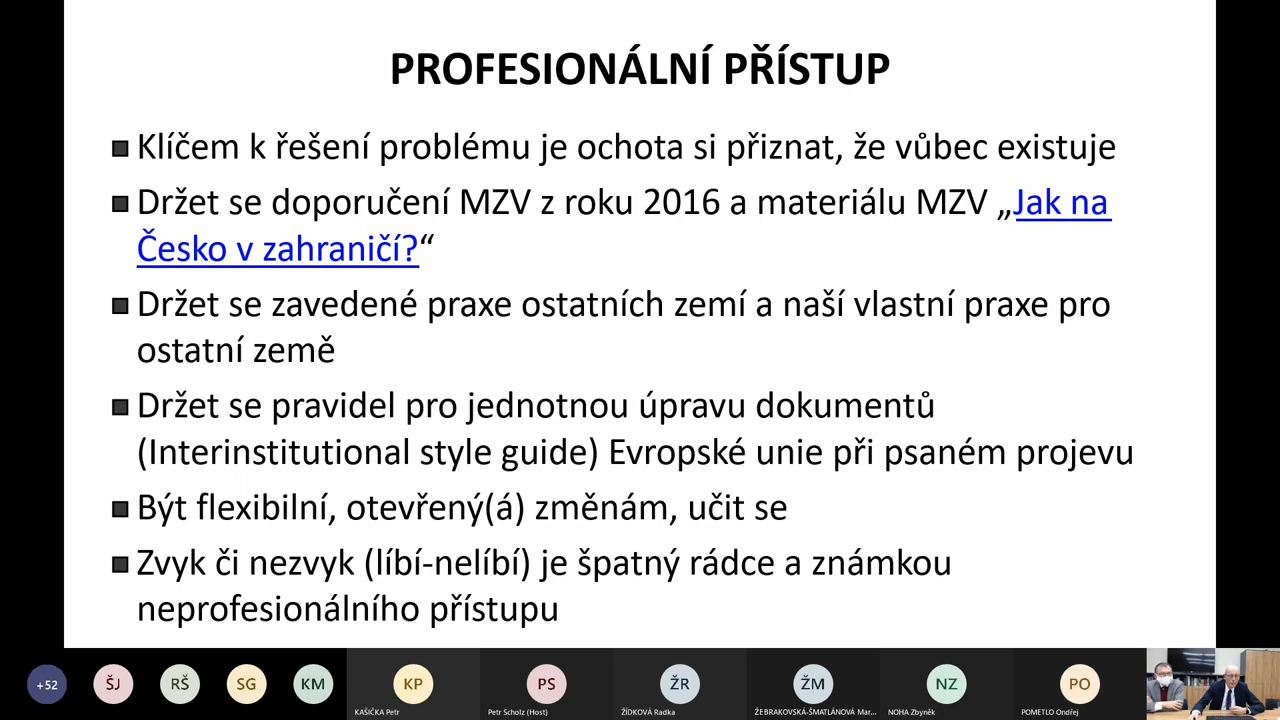 PROFESIONÁLNÍ PŘÍSTUP
Klíčem k řešení problému je ochota si přiznat, že vůbec existuje
Držet se doporučení MZV z roku 2016 a materiálu MZV „Jak na
Česko v zahraničí?“
Držet se zavedené praxe ostatních zemí a naší vlastní praxe pro
ostatní země
Držet se pravidel pro jednotnou úpravu dokumentů
(Interinstitutional style guide) Evropské unie při psaném projevu
Být flexibilní, otevřený(á) změnám, učit se
Zvyk či nezvyk (líbí-nelíbí) je špatný rádce a známkou
neprofesionálního přístupu
+52 ŠJ RŠ SG KM KP PS ŽR ŽM NZ PO
KAŠIČKA Petr Petr Scholz (Host) ŽÍDKOVÁ Radka ŽEBRAKOVSKÁ-ŠMATLÁNOVÁ Mar... NOHA Zbyněk POMETLO Ondřej